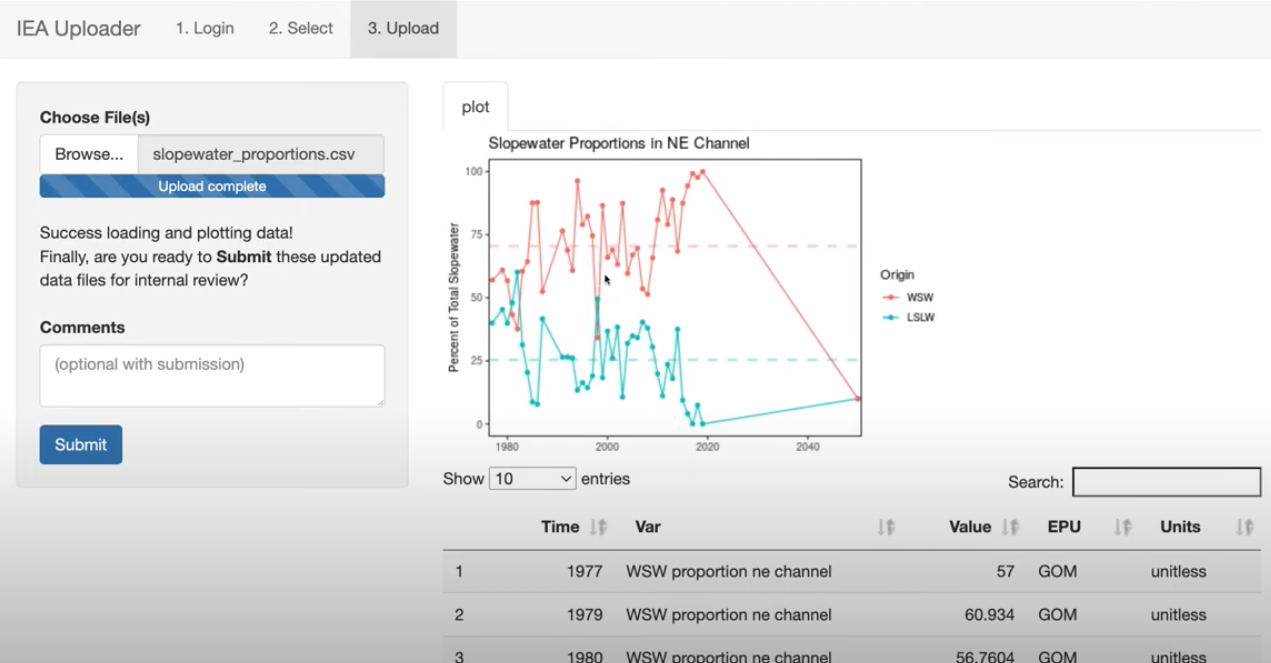 IEA Uploader 1. Login 2. Select 3. Upload
Choose File(s)
Browse... slopewater_proportions.csv
Upload complete
Success loading and plotting data!
Finally, are you ready to Submit these updated
data files for internal review?
Comments
(optional with submission)
Submit
plot
Slopewater Proportions in NE Channel
Percent of Total Slopewater
100
75
50
25
0
1980 2000 2020 2040
Origin
WSW
LSLW
Show 10 entries
Search:
Time Var Value EPU Units
1 1977 WSW proportion ne channel 57 GOM unitless
2 1979 WSW proportion ne channel 60.934 GOM unitless
3 1980 WSW proportion ne channel 56.7604 GOM unitless